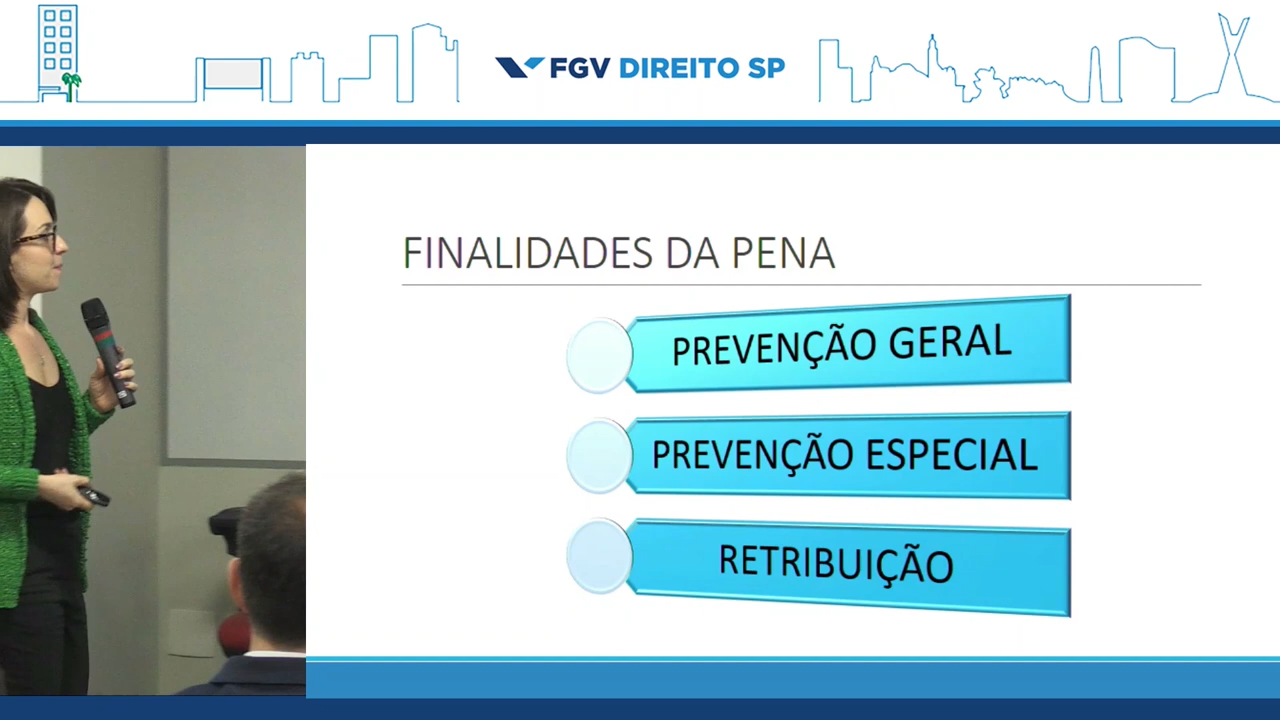 FGV DIREITO SP
FINALIDADES DA PENA
PREVENÇÃO GERAL
PREVENÇÃO ESPECIAL
RETRIBUIÇÃO